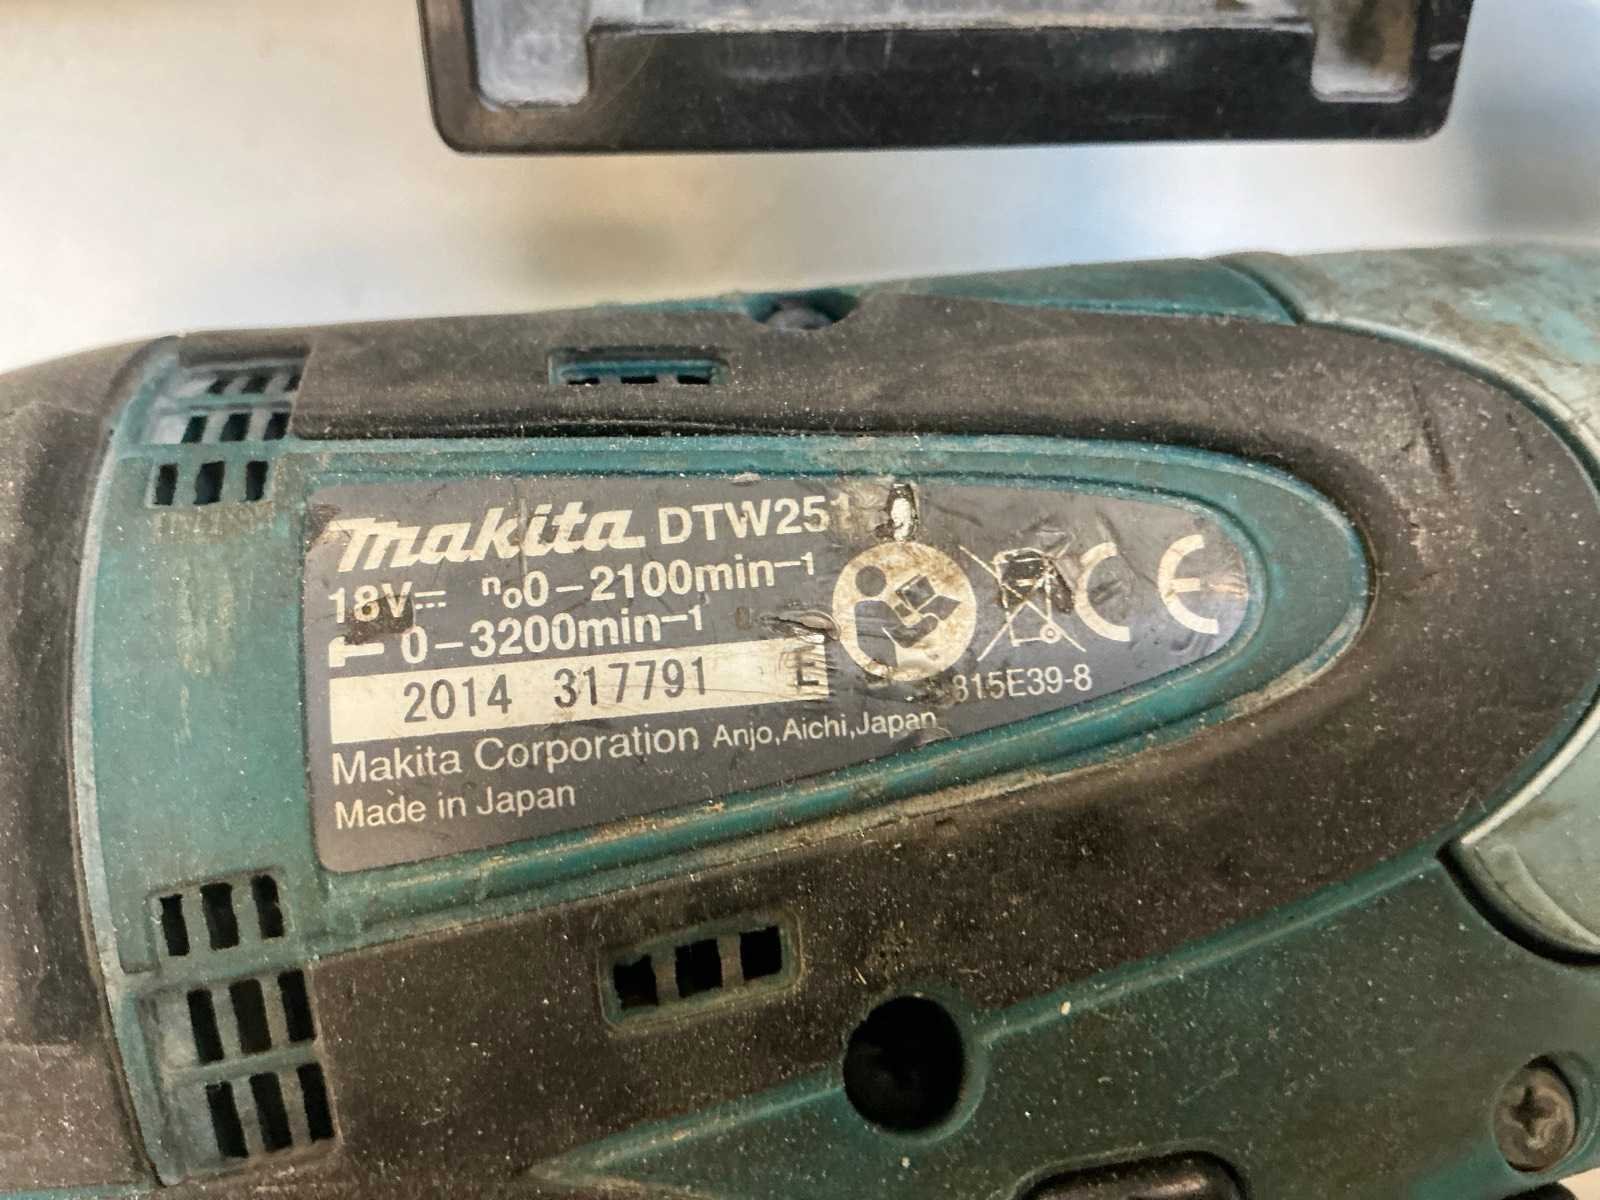 makita DTW251
18V n₀0-2100min⁻¹
0-3200min⁻¹
2014 317791 E
CE
815E39-8
Makita Corporation Anjo,Aichi,Japan
Made in Japan